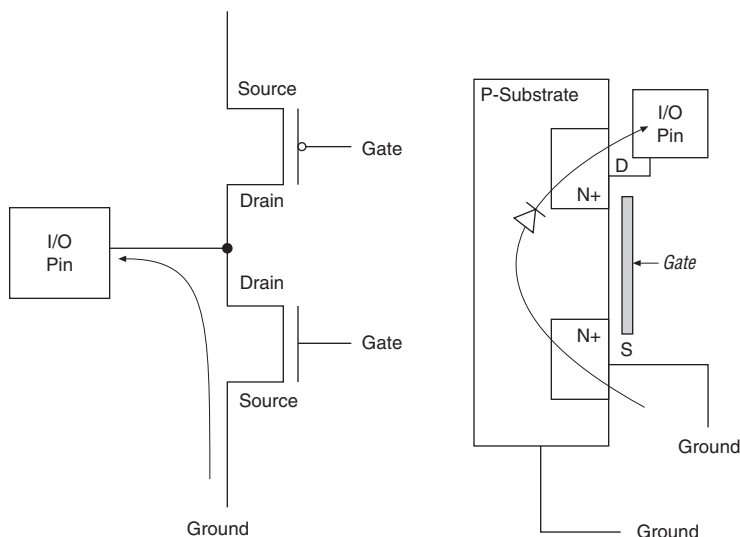 Source
Gate
Drain
I/O
Pin
Drain
Gate
Source
Ground
P-Substrate
I/O
Pin
D
N+
Gate
N+
S
Ground
Ground